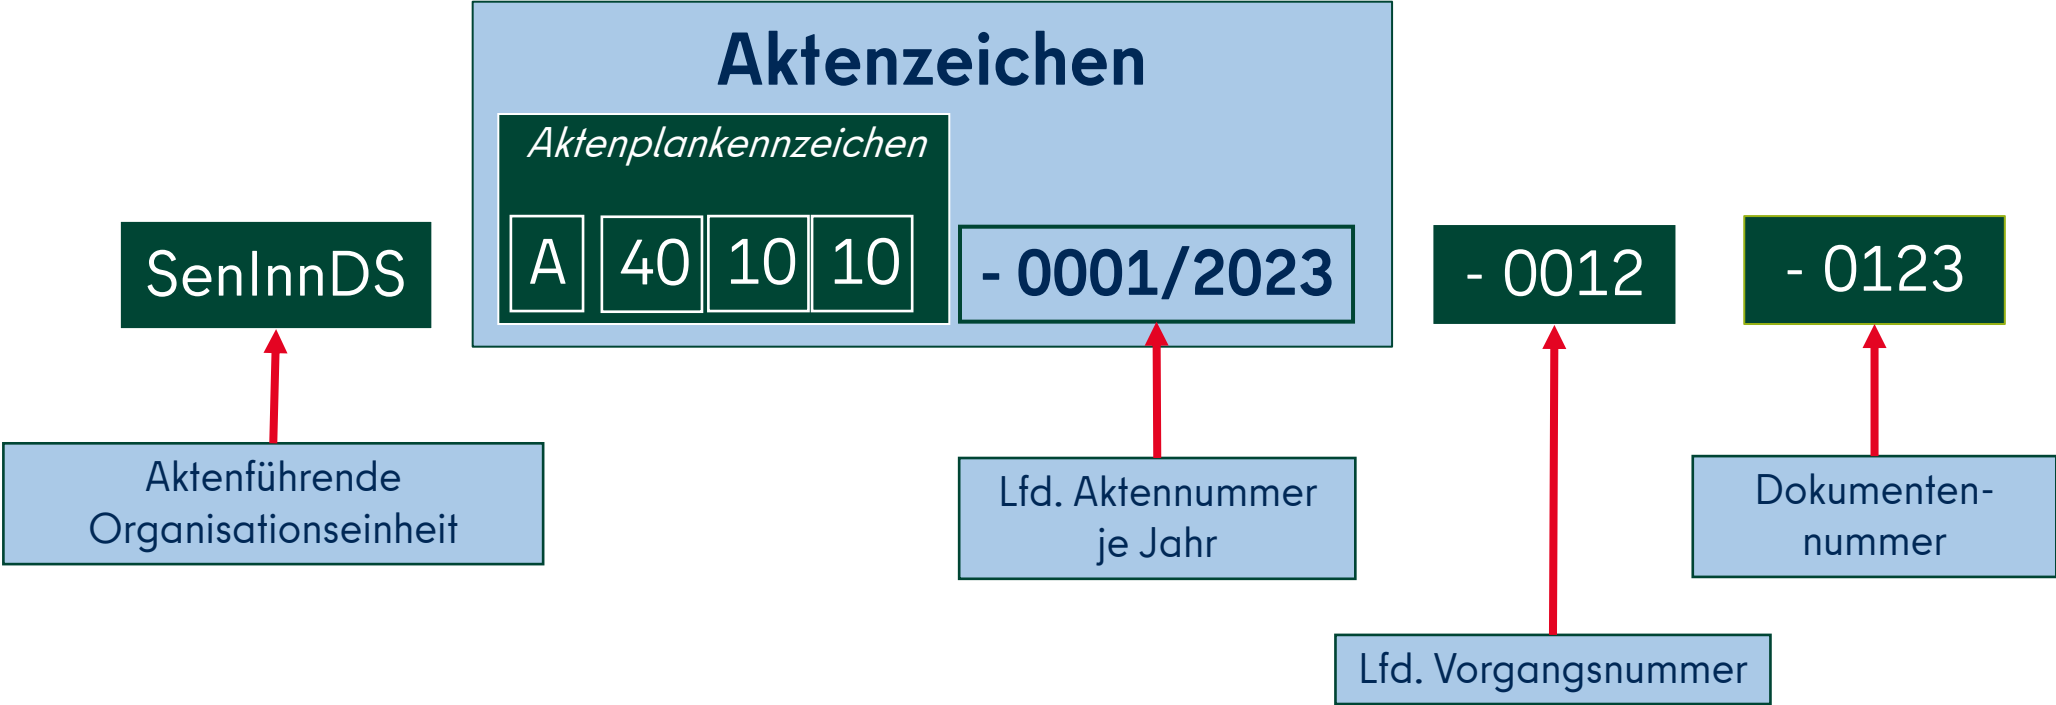 Aktenzeichen
Aktenplankennzeichen
SenInnDS A 40 10 10 - 0001/2023 - 0012 - 0123
Aktenführende
Organisationseinheit
Lfd. Aktennummer
je Jahr
Dokumenten-
nummer
Lfd. Vorgangsnummer